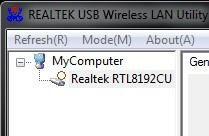 REALTEK USB Wireless LAN Utility
Refresh(R) Mode(M) About(A)
MyComputer
Realtek RTL8192CU
Gen